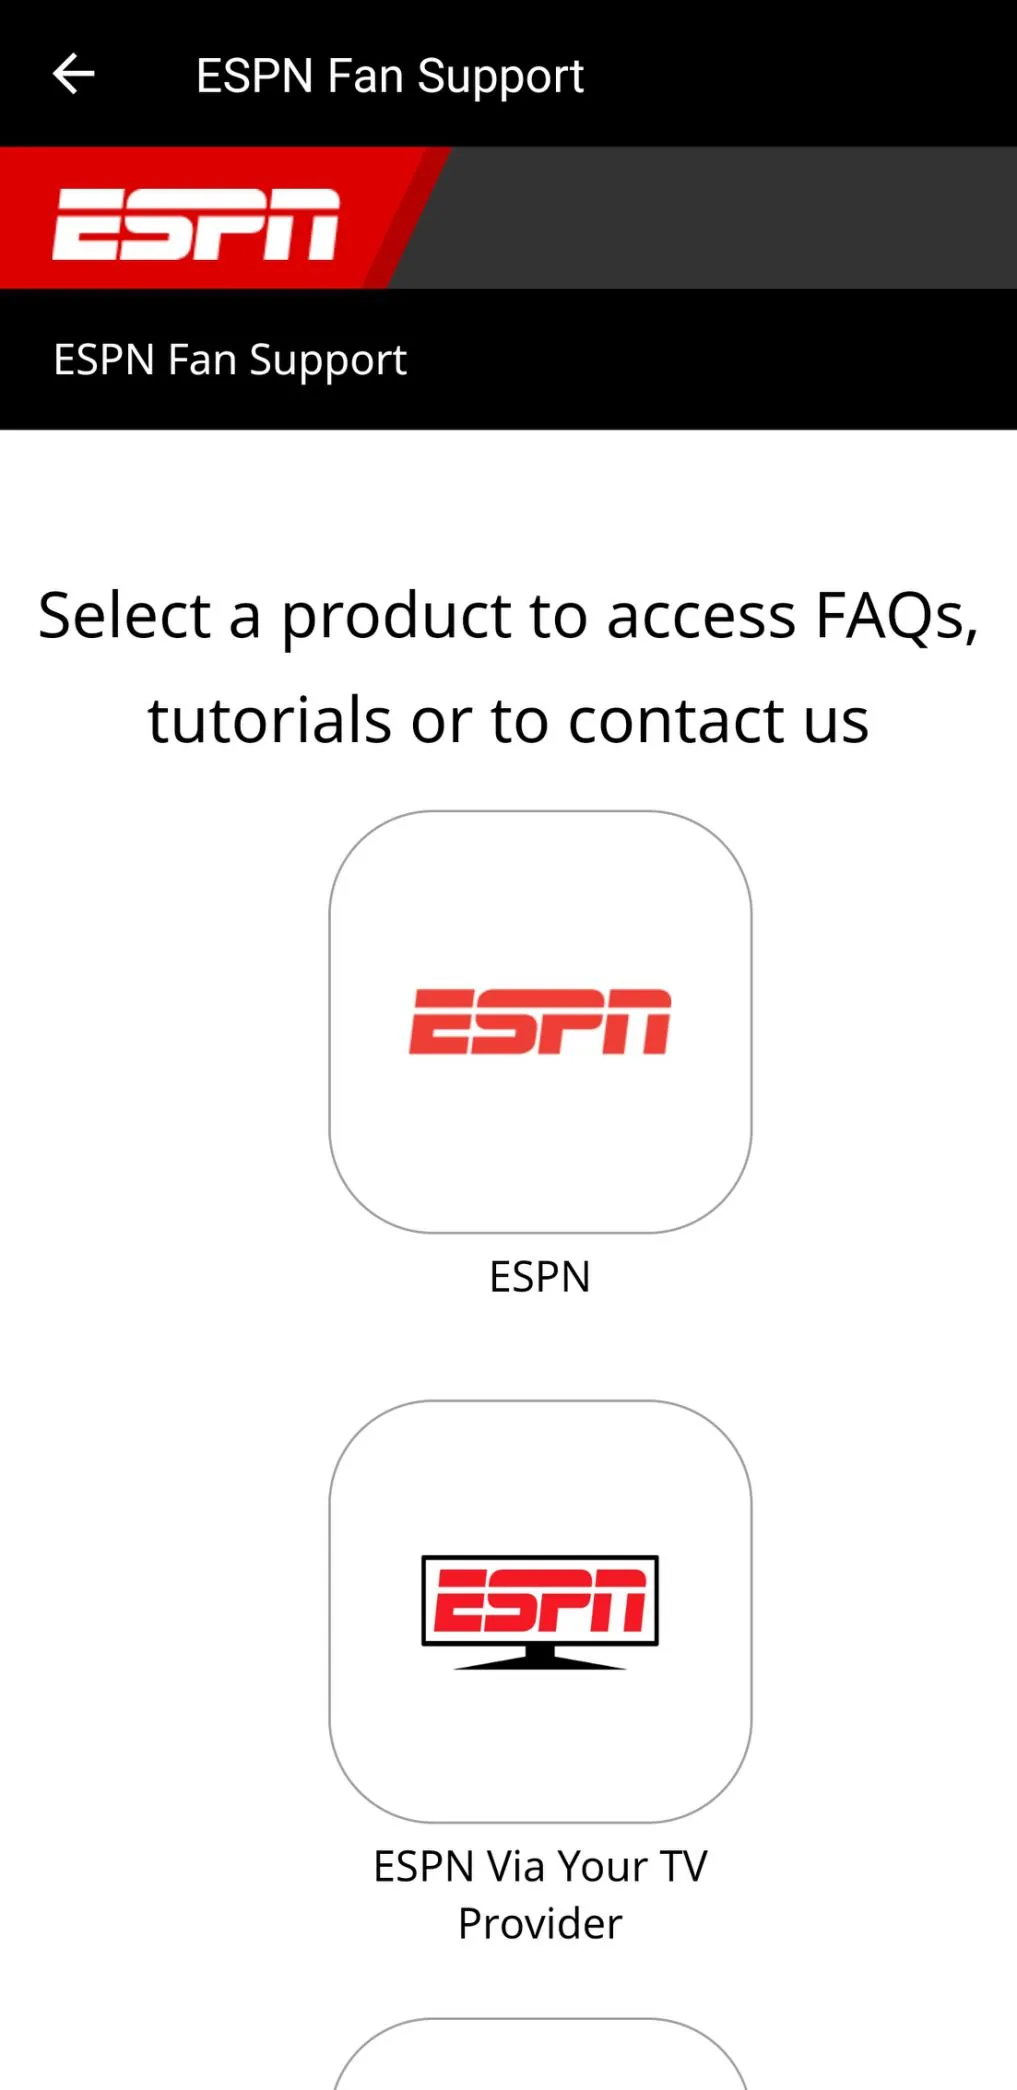 ESPN Fan Support
ESPN
ESPN Fan Support
Select a product to access FAQs,
tutorials or to contact us
ESPN
ESPN
ESPN
ESPN Via Your TV
Provider